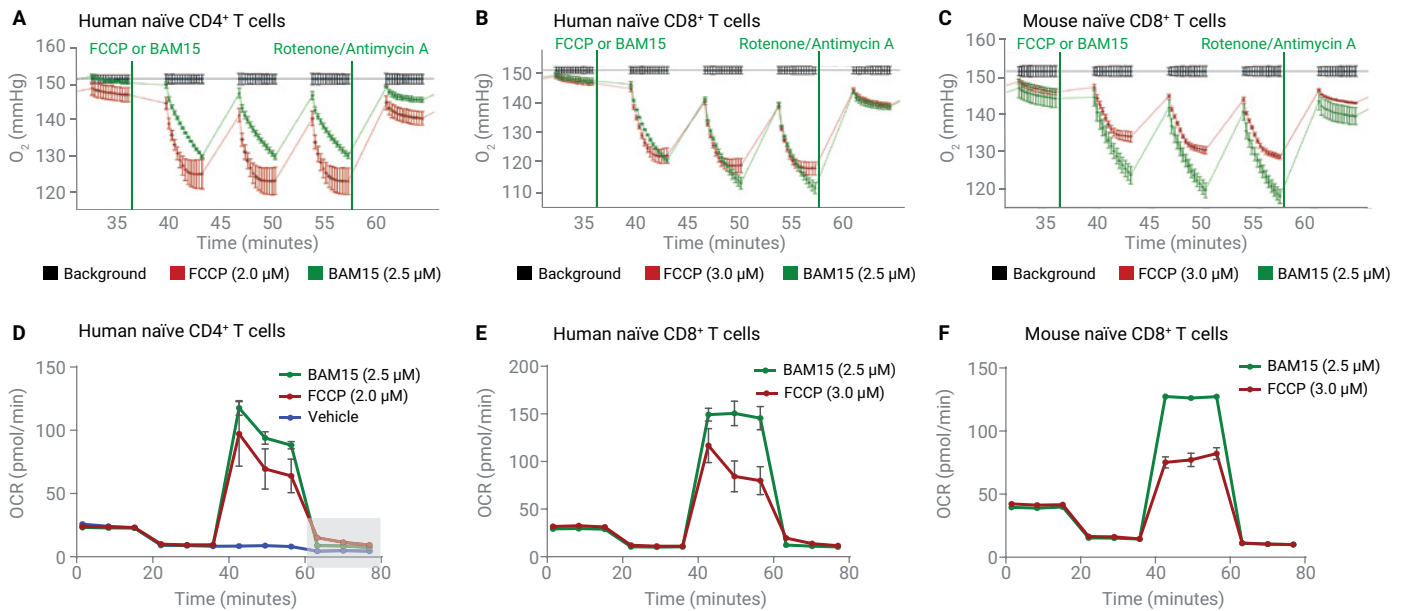 A Human naïve CD4⁺ T cells
FCCP or BAM15 Rotenone/Antimycin A
O₂ (mmHg)
160
150
140
130
120
35 40 45 50 55 60
Time (minutes)
Background FCCP (2.0 µM) BAM15 (2.5 µM)
B Human naïve CD8⁺ T cells
FCCP or BAM15 Rotenone/Antimycin A
O₂ (mmHg)
150
140
130
120
110
35 40 45 50 55 60
Time (minutes)
Background FCCP (3.0 µM) BAM15 (2.5 µM)
C Mouse naïve CD8⁺ T cells
FCCP or BAM15 Rotenone/Antimycin A
O₂ (mmHg)
160
150
140
130
120
35 40 45 50 55 60
Time (minutes)
Background FCCP (3.0 µM) BAM15 (2.5 µM)
D Human naïve CD4⁺ T cells
OCR (pmol/min)
150
100
50
0
0 20 40 60 80
Time (minutes)
BAM15 (2.5 µM)
FCCP (2.0 µM)
Vehicle
E Human naïve CD8⁺ T cells
OCR (pmol/min)
200
150
100
50
0
0 20 40 60 80
Time (minutes)
BAM15 (2.5 µM)
FCCP (3.0 µM)
F Mouse naïve CD8⁺ T cells
OCR (pmol/min)
150
100
50
0
0 20 40 60 80
Time (minutes)
BAM15 (2.5 µM)
FCCP (3.0 µM)